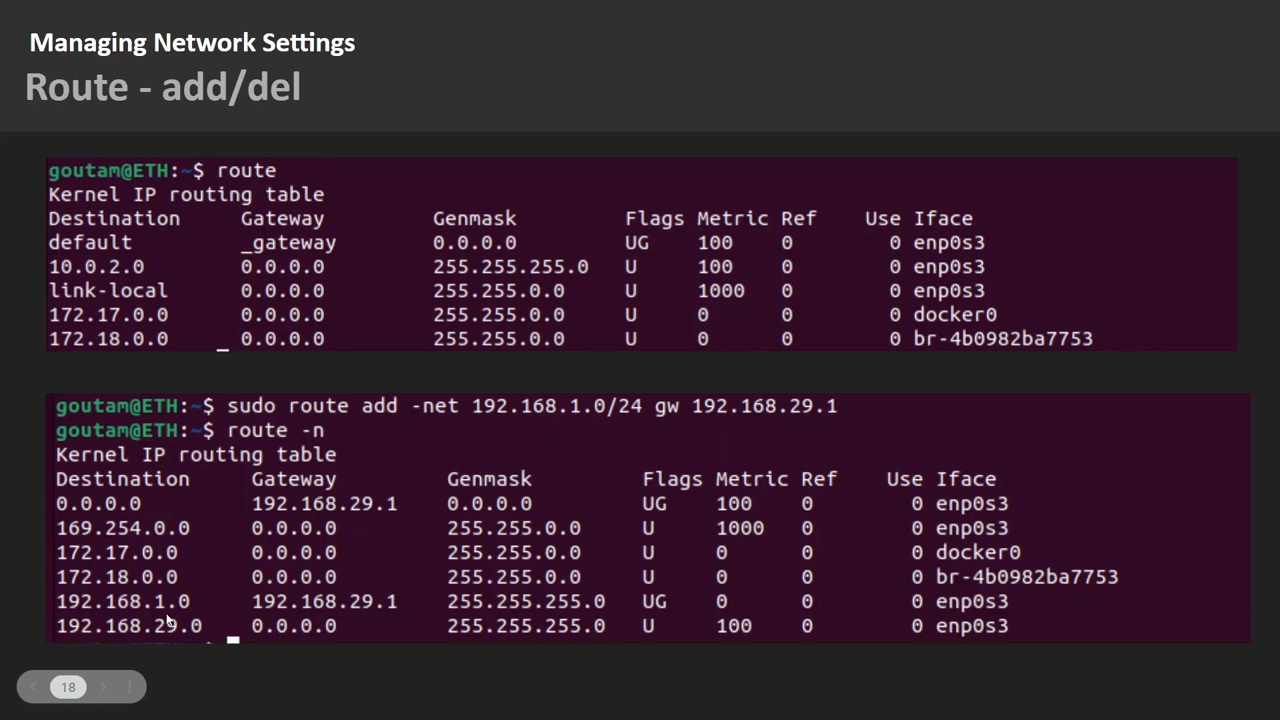 Managing Network Settings
Route - add/del
goutam@ETH:~$ route
Kernel IP routing table
Destination Gateway Genmask Flags Metric Ref Use Iface
default _gateway 0.0.0.0 UG 100 0 0 enp0s3
10.0.2.0 0.0.0.0 255.255.255.0 U 100 0 0 enp0s3
link-local 0.0.0.0 255.255.0.0 U 1000 0 0 enp0s3
172.17.0.0 0.0.0.0 255.255.0.0 U 0 0 0 docker0
172.18.0.0 0.0.0.0 255.255.0.0 U 0 0 0 br-4b0982ba7753
goutam@ETH:~$ sudo route add -net 192.168.1.0/24 gw 192.168.29.1
goutam@ETH:~$ route -n
Kernel IP routing table
Destination Gateway Genmask Flags Metric Ref Use Iface
0.0.0.0 192.168.29.1 0.0.0.0 UG 100 0 0 enp0s3
169.254.0.0 0.0.0.0 255.255.0.0 U 1000 0 0 enp0s3
172.17.0.0 0.0.0.0 255.255.0.0 U 0 0 0 docker0
172.18.0.0 0.0.0.0 255.255.0.0 U 0 0 0 br-4b0982ba7753
192.168.1.0 192.168.29.1 255.255.255.0 UG 0 0 0 enp0s3
192.168.29.0 0.0.0.0 255.255.255.0 U 100 0 0 enp0s3
18